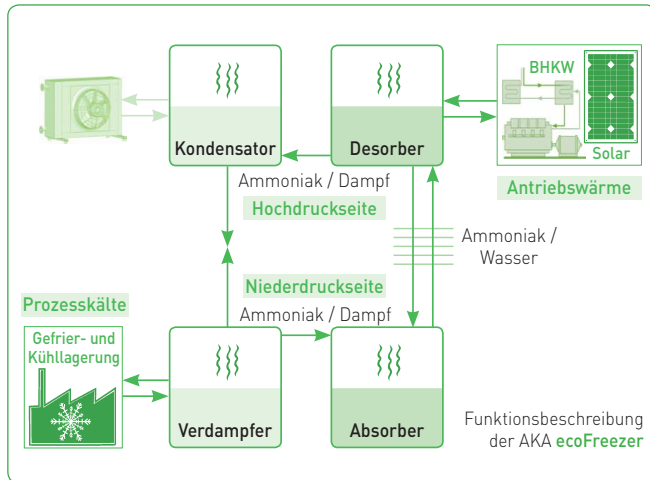 BHKW
Solar
Kondensator
Desorber
Ammoniak / Dampf
Hochdruckseite
Antriebswärme
Ammoniak /
Wasser
Niederdruckseite
Ammoniak / Dampf
Prozesskälte
Gefrier- und
Kühllagerung
Verdampfer
Absorber
Funktionsbeschreibung
der AKA ecoFreezer